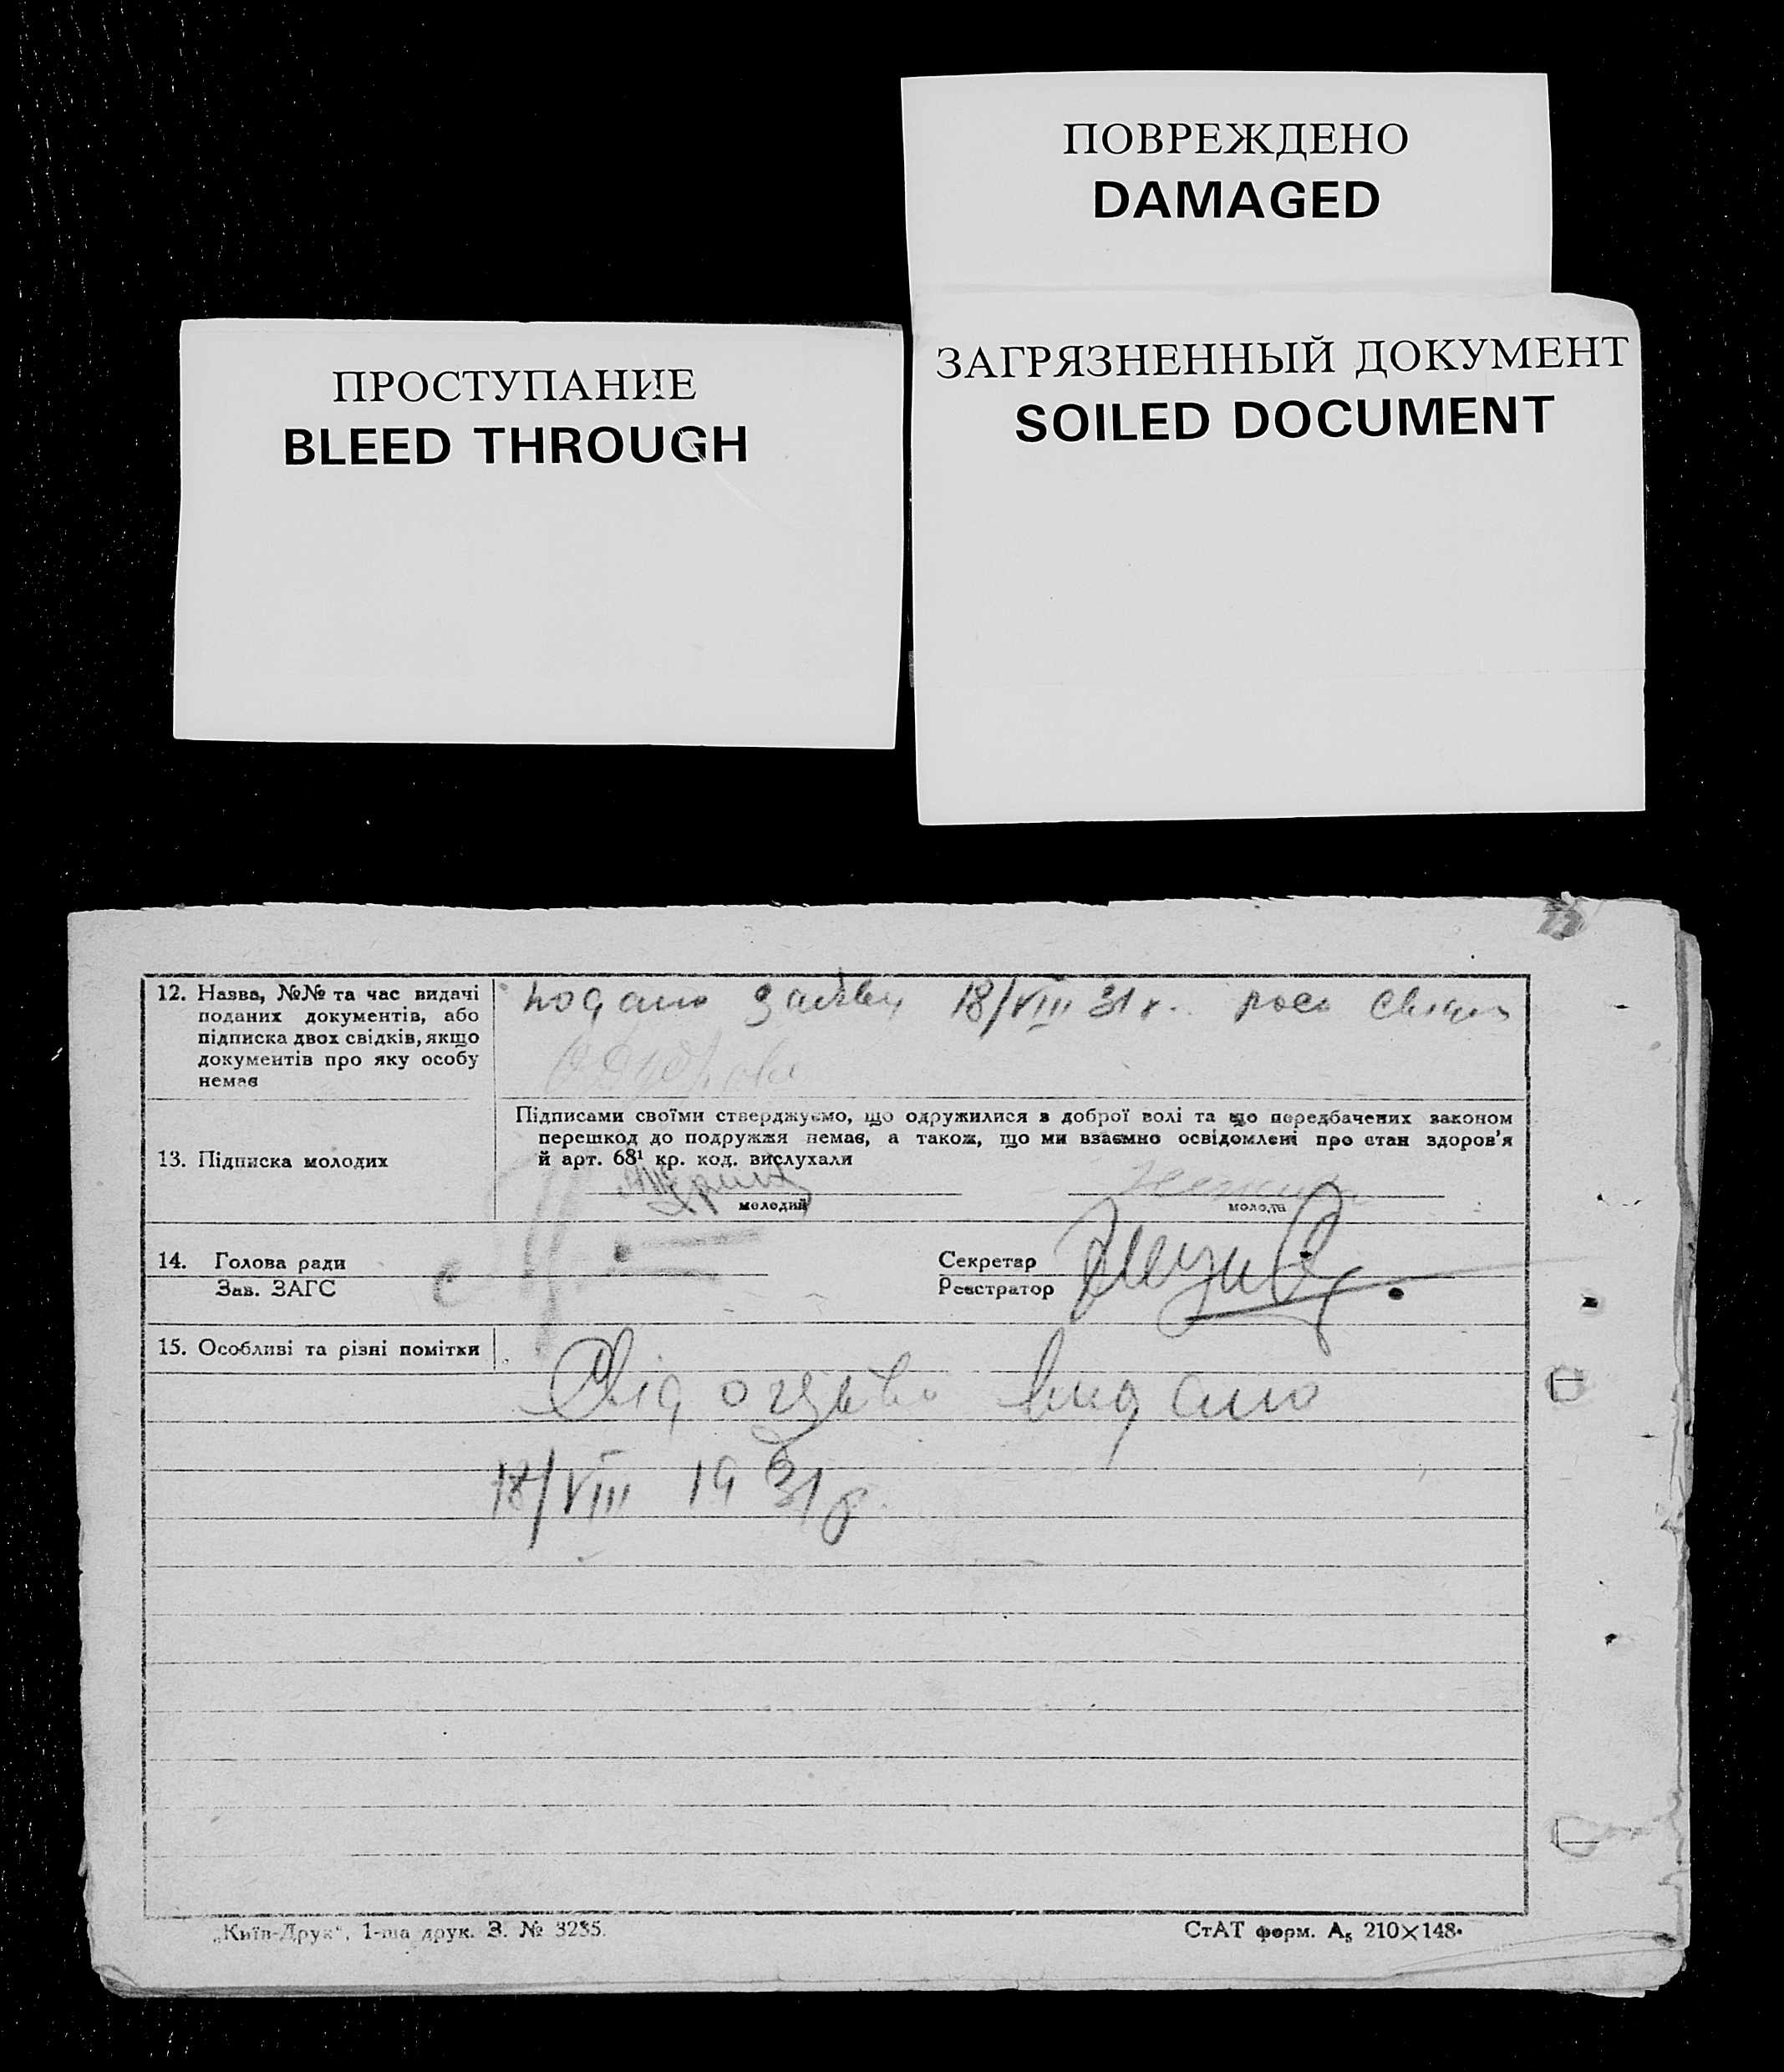 ПОВРЕЖДЕНО
DAMAGED
ПРОСТУПАНИЕ
BLEED THROUGH
ЗАГРЯЗНЕННЫЙ ДОКУМЕНТ
SOILED DOCUMENT
12. Назва, №№ та час видачі
поданих документів, або
підписка двох свідків, якщо
документів про яку особу
немає
подано заяву 18/VIII 31 р.
13. Підписка молодих
Підписами своїми стверджуємо, що одружилися з доброї волі та що передбачених законом
перешкод до подружжя немає, а також, що ми взаємно освідомлені про стан здоров'я
й арт. 68¹ кр. код. вислухали
молодий
молода
14. Голова ради
Зав. ЗАГС
Секретар
Реєстратор
15. Особливі та різні помітки
Свідоцтво видано
18/VIII 1931 р.
„Київ-Друк“, 1-ша друк. З. № 3235.
СтАТ форм. А₅ 210×148.